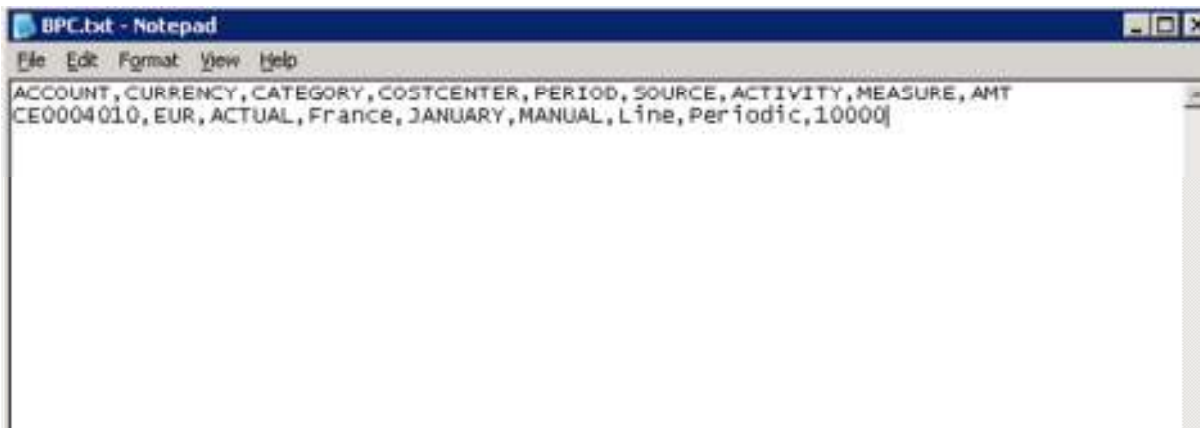 BPC.txt - Notepad
File Edit Format View Help
ACCOUNT,CURRENCY,CATEGORY,COSTCENTER,PERIOD,SOURCE,ACTIVITY,MEASURE,AMT
CE0004010,EUR,ACTUAL,France,JANUARY,MANUAL,Line,Periodic,10000